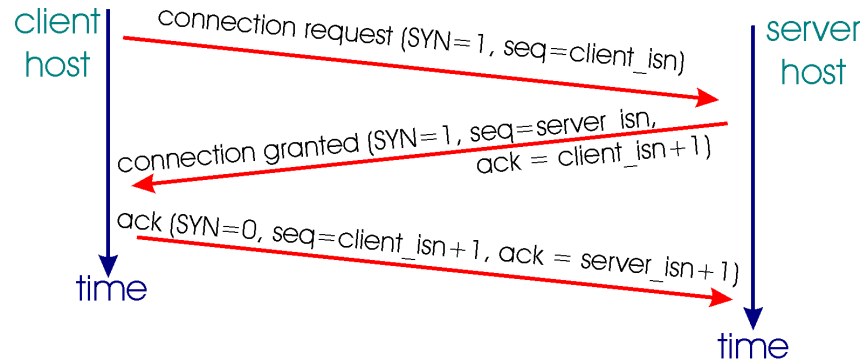 client
host
connection request (SYN=1, seq=client_isn)
server
host
connection granted (SYN=1, seq=server_isn,
ack = client_isn+1)
ack (SYN=0, seq=client_isn+1, ack = server_isn+1)
time
time